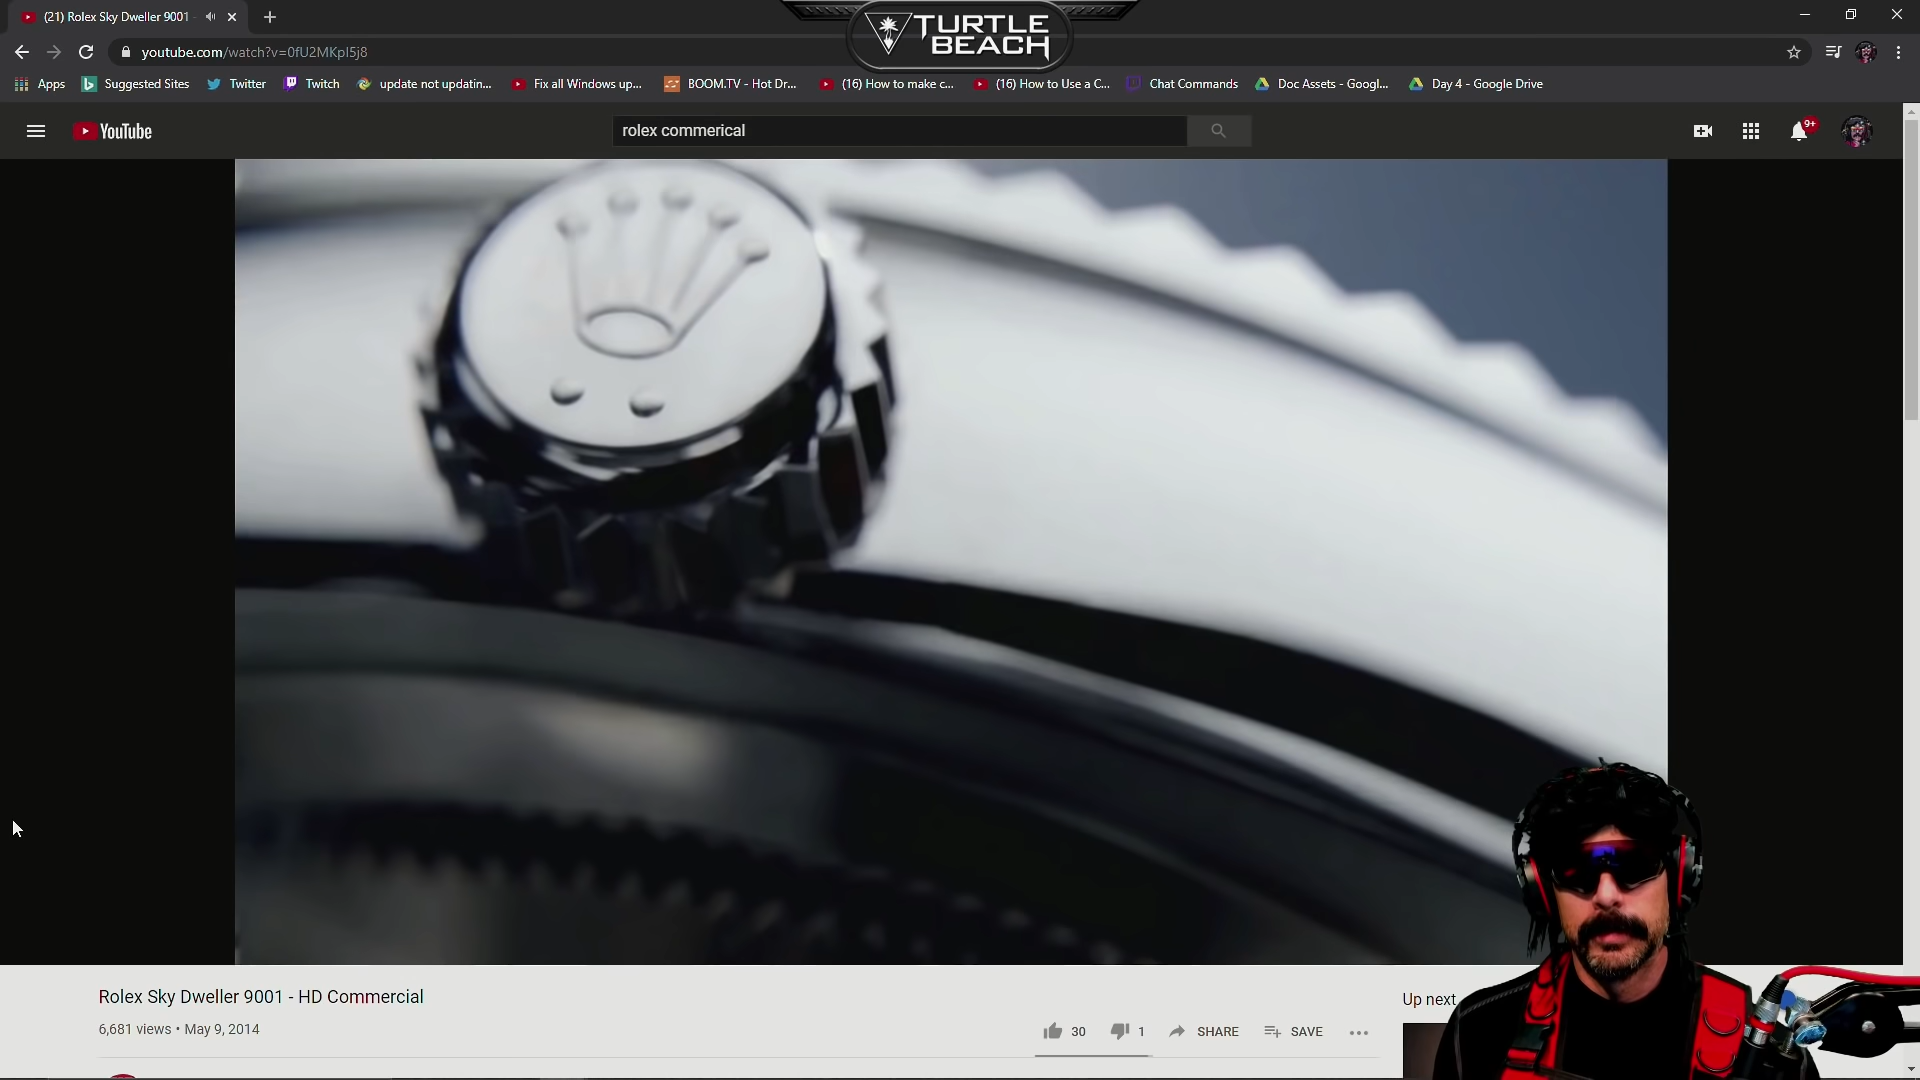 (21) Rolex Sky Dweller 9001
TURTLE
BEACH
youtube.com/watch?v=0fU2MKpI5j8
Apps
Suggested Sites
Twitter
Twitch
update not updatin...
Fix all Windows up...
BOOM.TV - Hot Dr...
(16) How to make c...
(16) How to Use a C...
Chat Commands
Doc Assets - Googl...
Day 4 - Google Drive
YouTube
rolex commerical
9+
Rolex Sky Dweller 9001 - HD Commercial
6,681 views • May 9, 2014
30
1
SHARE
SAVE
Up next